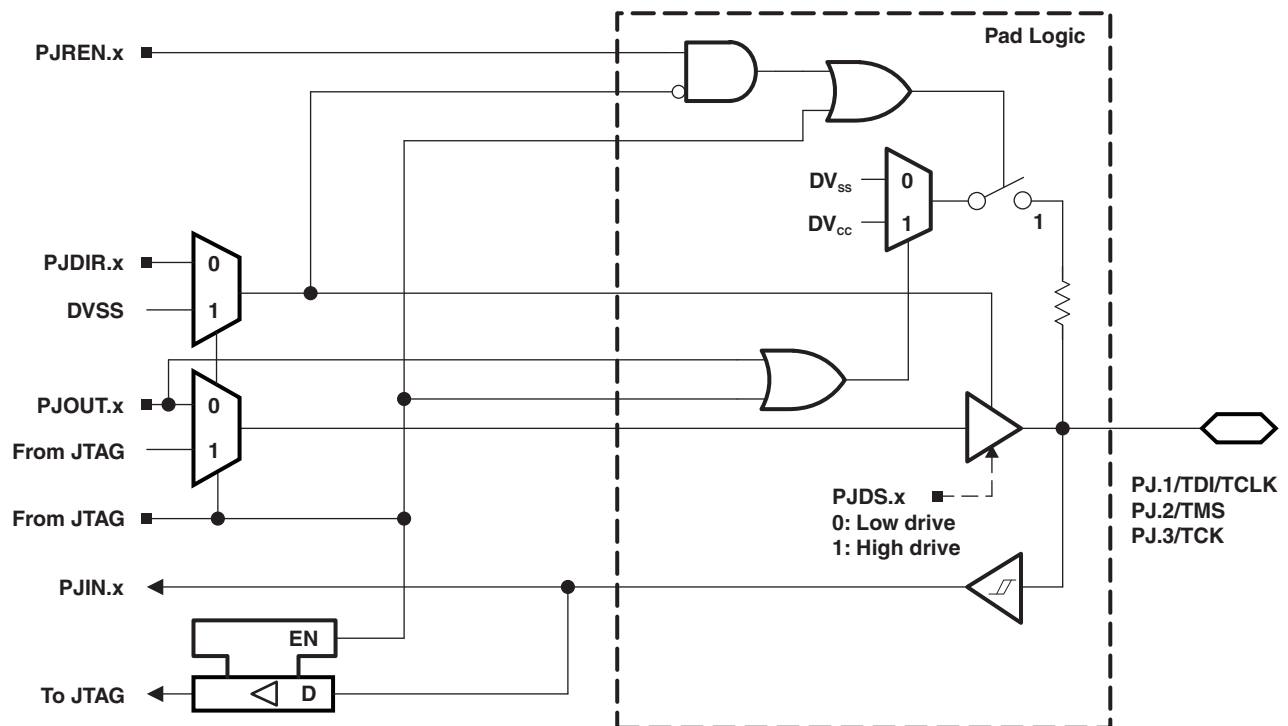 Pad Logic
PJREN.x
DVss
0
DVcc
1
1
PJDIR.x
0
DVSS
1
PJOUT.x
0
From JTAG
1
From JTAG
PJDS.x
0: Low drive
1: High drive
PJ.1/TDI/TCLK
PJ.2/TMS
PJ.3/TCK
PJIN.x
EN
To JTAG
D